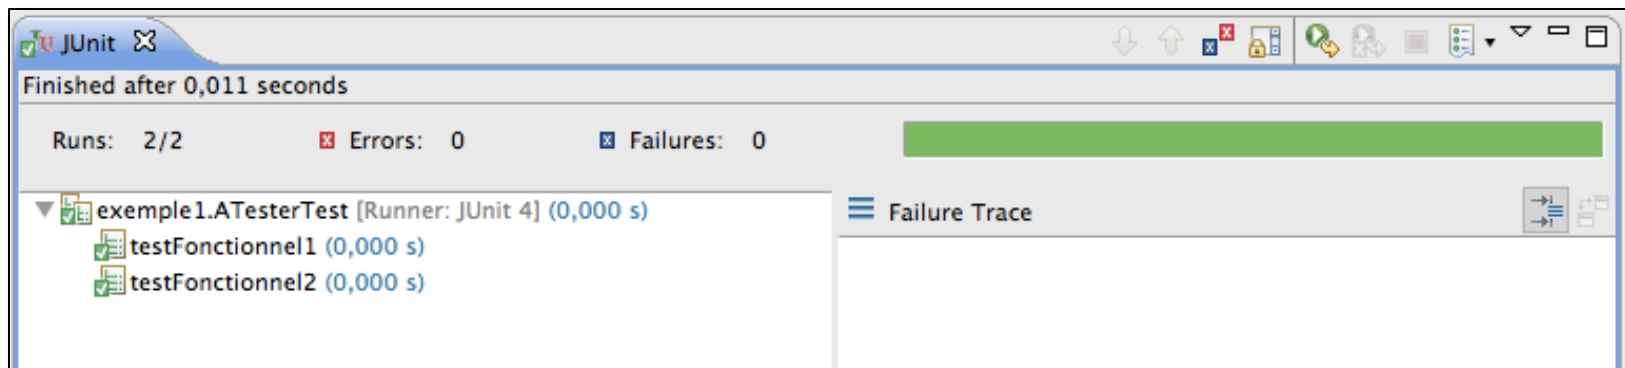 JUnit
Finished after 0,011 seconds
Runs: 2/2 Errors: 0 Failures: 0
exemple1.ATesterTest [Runner: JUnit 4] (0,000 s)
Failure Trace
testFonctionnel1 (0,000 s)
testFonctionnel2 (0,000 s)